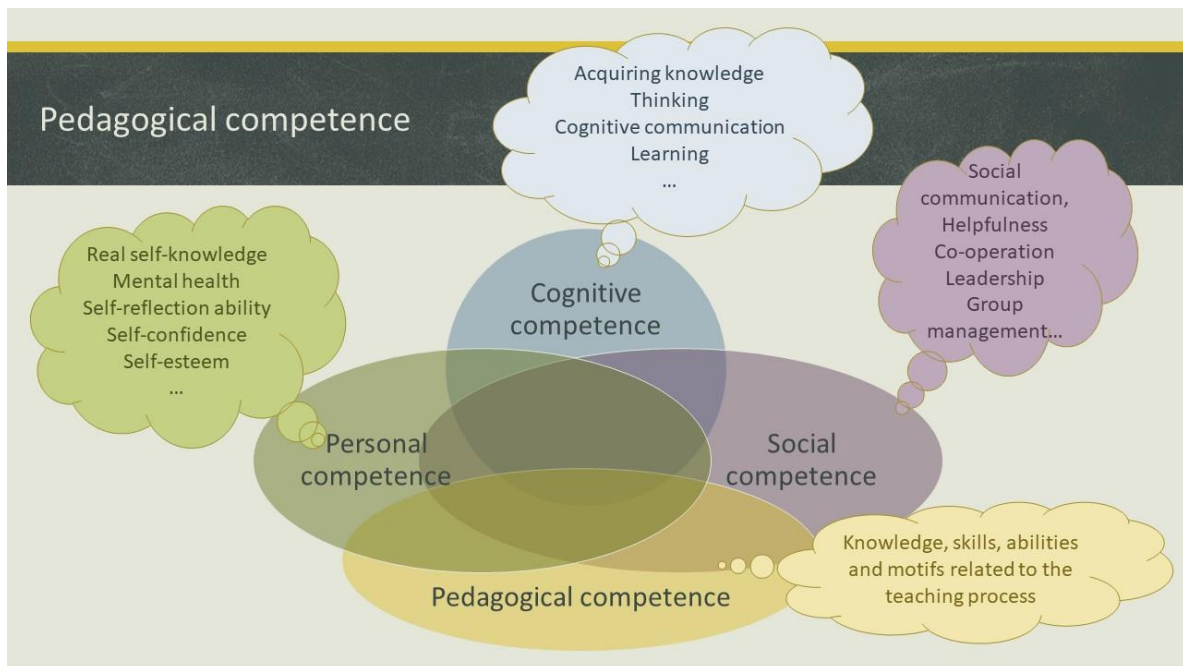 Pedagogical competence
Acquiring knowledge
Thinking
Cognitive communication
Learning
…
Social
communication,
Helpfulness
Co-operation
Leadership
Group
management…
Real self-knowledge
Mental health
Self-reflection ability
Self-confidence
Self-esteem
…
Cognitive
competence
Personal
competence
Social
competence
Knowledge, skills, abilities
and motifs related to the
teaching process
Pedagogical competence